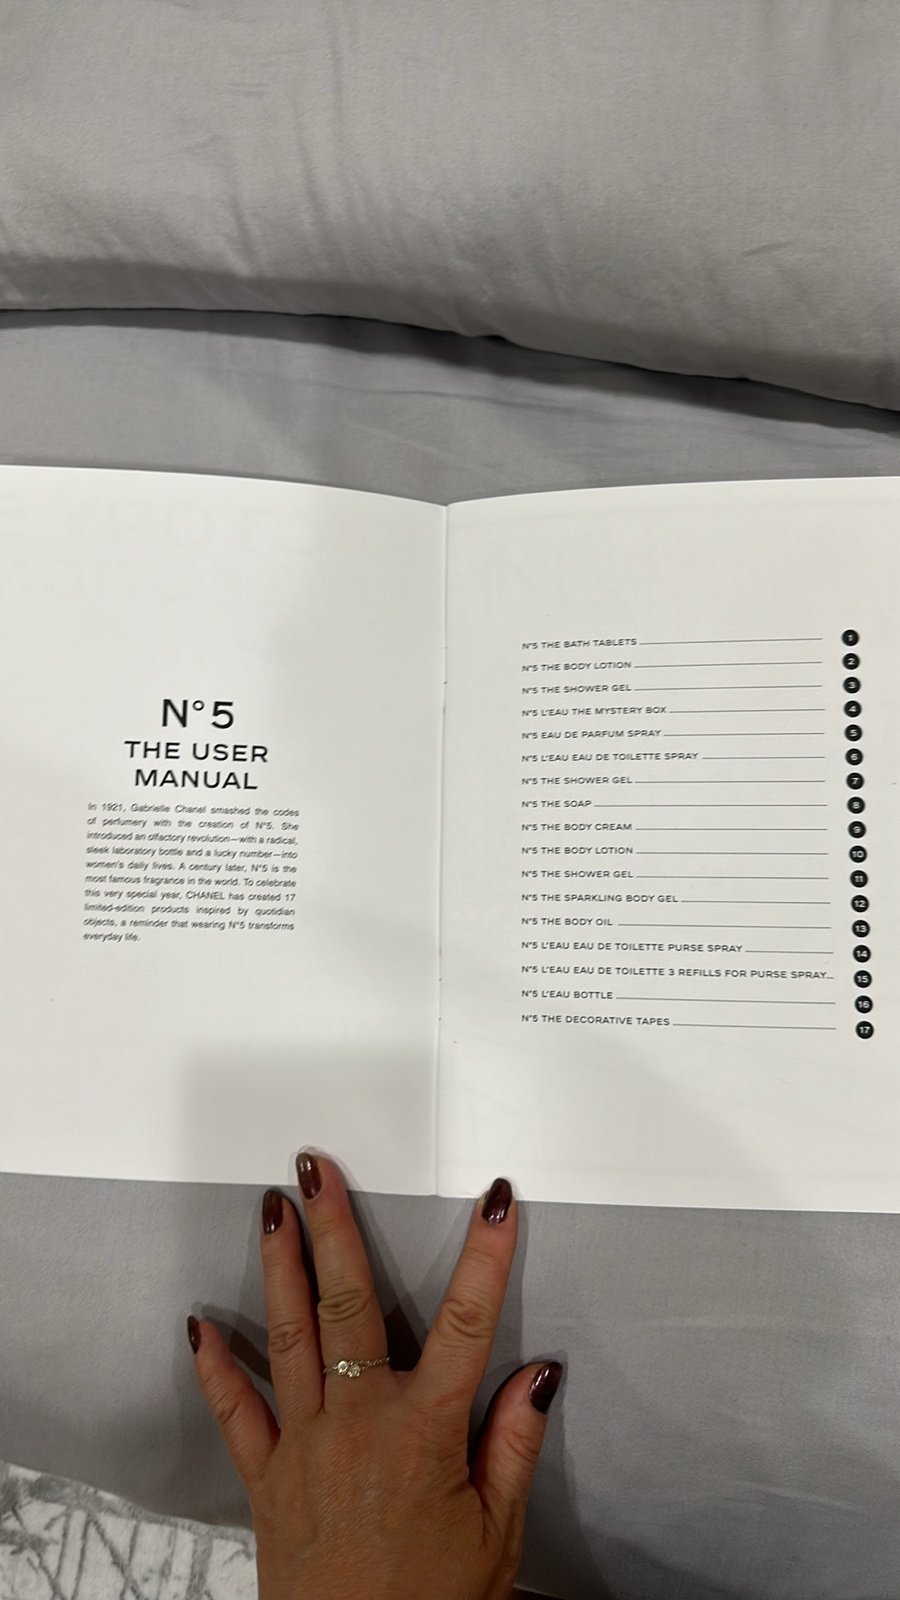 N°5
THE USER
MANUAL
In 1921, Gabrielle Chanel smashed the codes
of perfumery with the creation of N°5. She
introduced an olfactory revolution—with a radical,
sleek laboratory bottle and a lucky number—into
women's daily lives. A century later, N°5 is the
most famous fragrance in the world. To celebrate
this very special year, CHANEL has created 17
limited-edition products inspired by quotidian
objects, a reminder that wearing N°5 transforms
everyday life.
N°5 THE BATH TABLETS 1
N°5 THE BODY LOTION 2
N°5 THE SHOWER GEL 3
N°5 L'EAU THE MYSTERY BOX 4
N°5 EAU DE PARFUM SPRAY 5
N°5 L'EAU EAU DE TOILETTE SPRAY 6
N°5 THE SHOWER GEL 7
N°5 THE SOAP 8
N°5 THE BODY CREAM 9
N°5 THE BODY LOTION 10
N°5 THE SHOWER GEL 11
N°5 THE SPARKLING BODY GEL 12
N°5 THE BODY OIL 13
N°5 L'EAU EAU DE TOILETTE PURSE SPRAY 14
N°5 L'EAU EAU DE TOILETTE 3 REFILLS FOR PURSE SPRAY 15
N°5 L'EAU BOTTLE 16
N°5 THE DECORATIVE TAPES 17